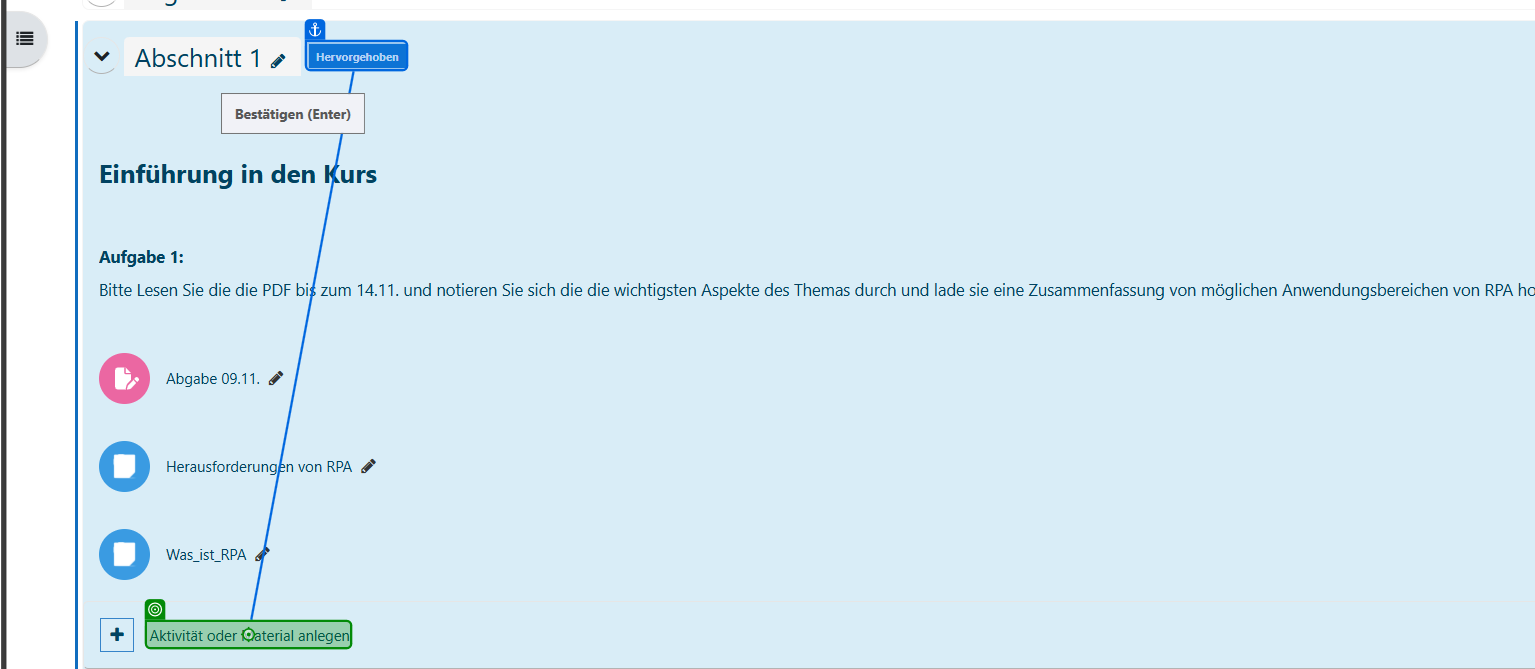 Abschnitt 1
Hervorgehoben
Bestätigen (Enter)
Einführung in den Kurs
Aufgabe 1:
Bitte Lesen Sie die die PDF bis zum 14.11. und notieren Sie sich die die wichtigsten Aspekte des Themas durch und lade sie eine Zusammenfassung von möglichen Anwendungsbereichen von RPA ho
Abgabe 09.11.
Herausforderungen von RPA
Was_ist_RPA
Aktivität oder Material anlegen